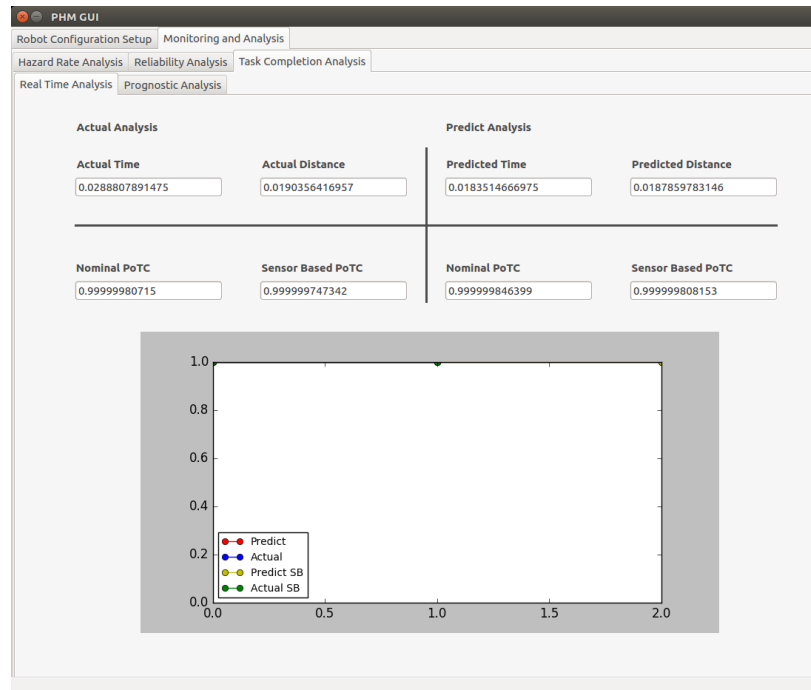 PHM GUI
Robot Configuration Setup Monitoring and Analysis
Hazard Rate Analysis Reliability Analysis Task Completion Analysis
Real Time Analysis Prognostic Analysis
Actual Analysis Predict Analysis
Actual Time Actual Distance Predicted Time Predicted Distance
0.0288807891475 0.0190356416957 0.0183514666975 0.0187859783146
Nominal PoTC Sensor Based PoTC Nominal PoTC Sensor Based PoTC
0.99999980715 0.999999747342 0.999999846399 0.999999808153
1.0
0.8
0.6
0.4
0.2
0.0
Predict
Actual
Predict SB
Actual SB
0.0 0.5 1.0 1.5 2.0